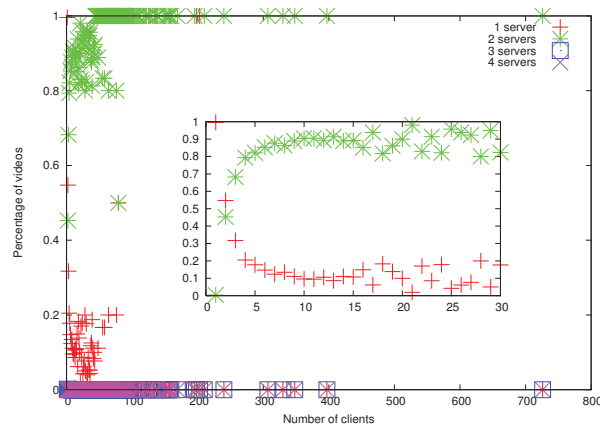 1 server
2 servers
3 servers
4 servers
Percentage of videos
1
0.8
0.6
0.4
0.2
0
1
0.9
0.8
0.7
0.6
0.5
0.4
0.3
0.2
0.1
0
0 5 10 15 20 25 30
0 100 200 300 400 500 600 700 800
Number of clients